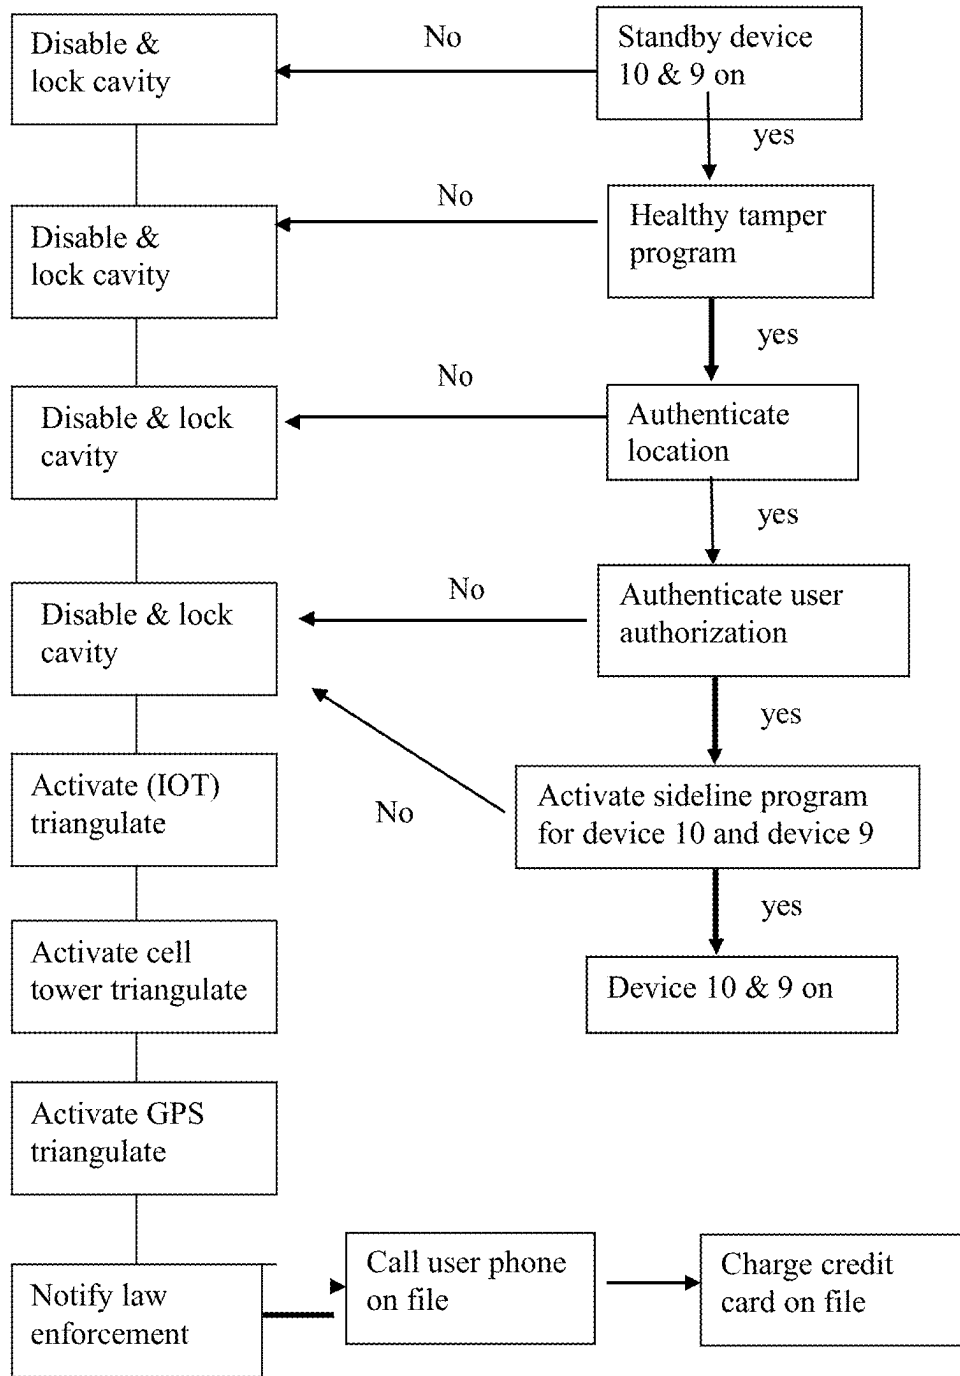 Disable &
lock cavity
No
Standby device
10 & 9 on
yes
Disable &
lock cavity
No
Healthy tamper
program
yes
Disable & lock
cavity
No
Authenticate
location
yes
Disable & lock
cavity
No
Authenticate user
authorization
yes
Activate (IOT)
triangulate
No
Activate sideline program
for device 10 and device 9
yes
Activate cell
tower triangulate
Device 10 & 9 on
Activate GPS
triangulate
Notify law
enforcement
Call user phone
on file
Charge credit
card on file